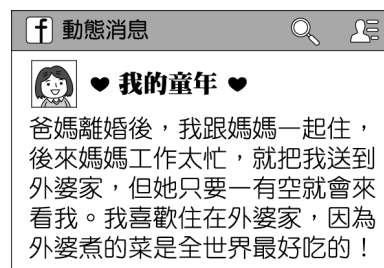 f 動態消息
♥ 我的童年 ♥
爸媽離婚後，我跟媽媽一起住，
後來媽媽工作太忙，就把我送到
外婆家，但她只要一有空就會來
看我。我喜歡住在外婆家，因為
外婆煮的菜是全世界最好吃的！